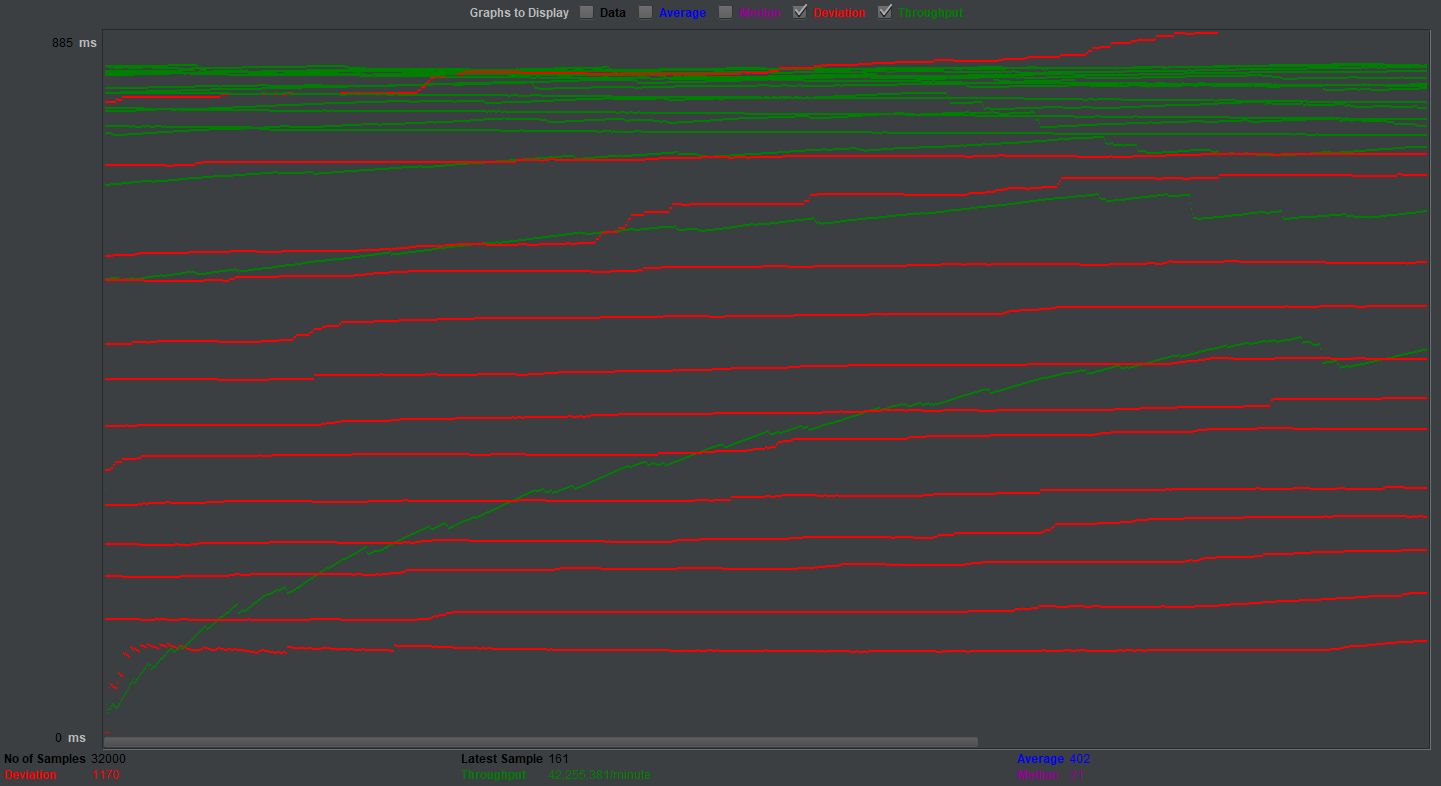 Graphs to Display Data Average Median Deviation Throughput
885 ms
0 ms
No of Samples 32000 Latest Sample 161 Average 402
Deviation 1170 Throughput 42,255.381/minute Median 21